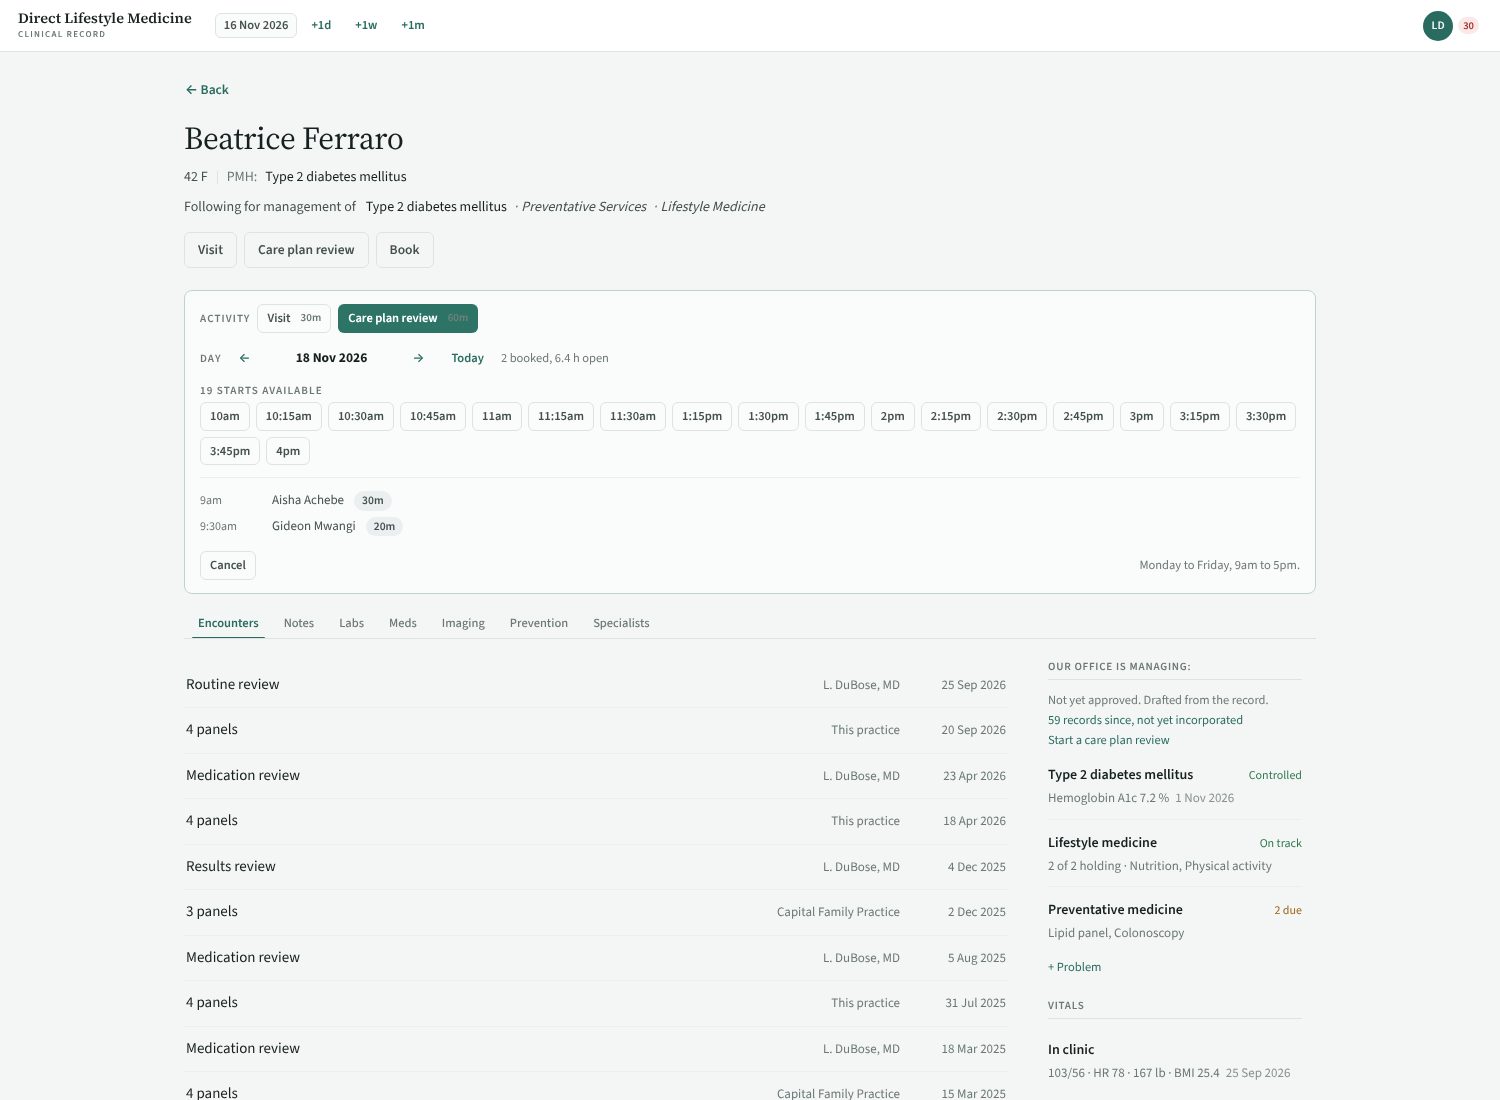 Direct Lifestyle Medicine
CLINICAL RECORD
16 Nov 2026 +1d +1w +1m
LD 30
← Back
Beatrice Ferraro
42 F PMH: Type 2 diabetes mellitus
Following for management of Type 2 diabetes mellitus · Preventative Services · Lifestyle Medicine
Visit Care plan review Book
ACTIVITY Visit 30m Care plan review 60m
DAY ← 18 Nov 2026 → Today 2 booked, 6.4 h open
19 STARTS AVAILABLE
10am 10:15am 10:30am 10:45am 11am 11:15am 11:30am 1:15pm 1:30pm 1:45pm 2pm 2:15pm 2:30pm 2:45pm 3pm 3:15pm 3:30pm
3:45pm 4pm
9am Aisha Achebe 30m
9:30am Gideon Mwangi 20m
Cancel Monday to Friday, 9am to 5pm.
Encounters Notes Labs Meds Imaging Prevention Specialists
Routine review L. DuBose, MD 25 Sep 2026
4 panels This practice 20 Sep 2026
Medication review L. DuBose, MD 23 Apr 2026
4 panels This practice 18 Apr 2026
Results review L. DuBose, MD 4 Dec 2025
3 panels Capital Family Practice 2 Dec 2025
Medication review L. DuBose, MD 5 Aug 2025
4 panels This practice 31 Jul 2025
Medication review L. DuBose, MD 18 Mar 2025
4 panels Capital Family Practice 15 Mar 2025
OUR OFFICE IS MANAGING:
Not yet approved. Drafted from the record.
59 records since, not yet incorporated
Start a care plan review
Type 2 diabetes mellitus Controlled
Hemoglobin A1c 7.2 % 1 Nov 2026
Lifestyle medicine On track
2 of 2 holding · Nutrition, Physical activity
Preventative medicine 2 due
Lipid panel, Colonoscopy
+ Problem
VITALS
In clinic
103/56 · HR 78 · 167 lb · BMI 25.4 25 Sep 2026